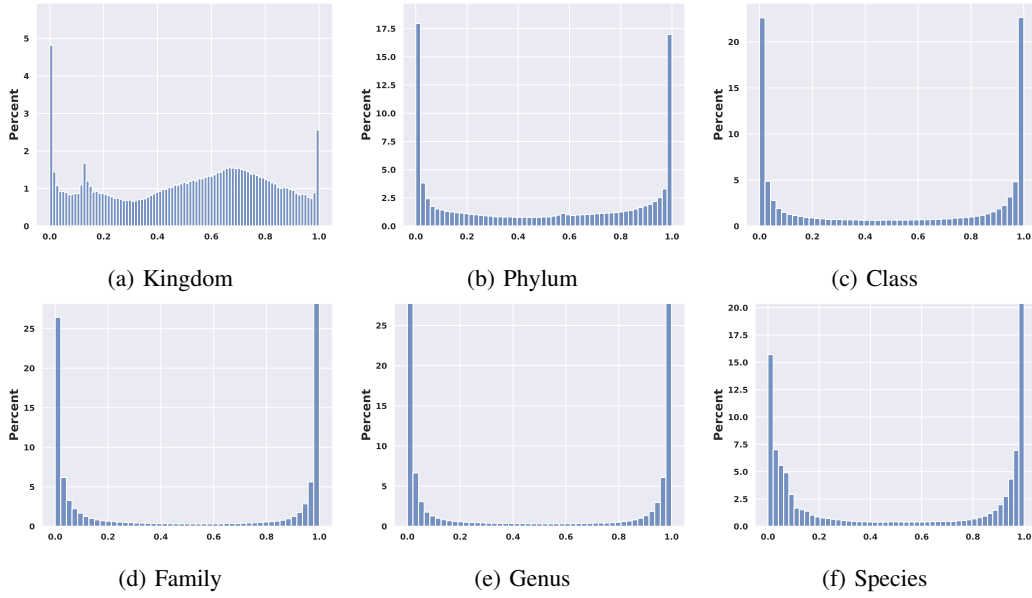 5
4
3
2
1
0
Percent
0.0 0.2 0.4 0.6 0.8 1.0
(a) Kingdom
17.5
15.0
12.5
10.0
7.5
5.0
2.5
0.0
Percent
0.0 0.2 0.4 0.6 0.8 1.0
(b) Phylum
20
15
10
5
0
Percent
0.0 0.2 0.4 0.6 0.8 1.0
(c) Class
25
20
15
10
5
0
Percent
0.0 0.2 0.4 0.6 0.8 1.0
(d) Family
25
20
15
10
5
0
Percent
0.0 0.2 0.4 0.6 0.8 1.0
(e) Genus
20.0
17.5
15.0
12.5
10.0
7.5
5.0
2.5
0.0
Percent
0.0 0.2 0.4 0.6 0.8 1.0
(f) Species